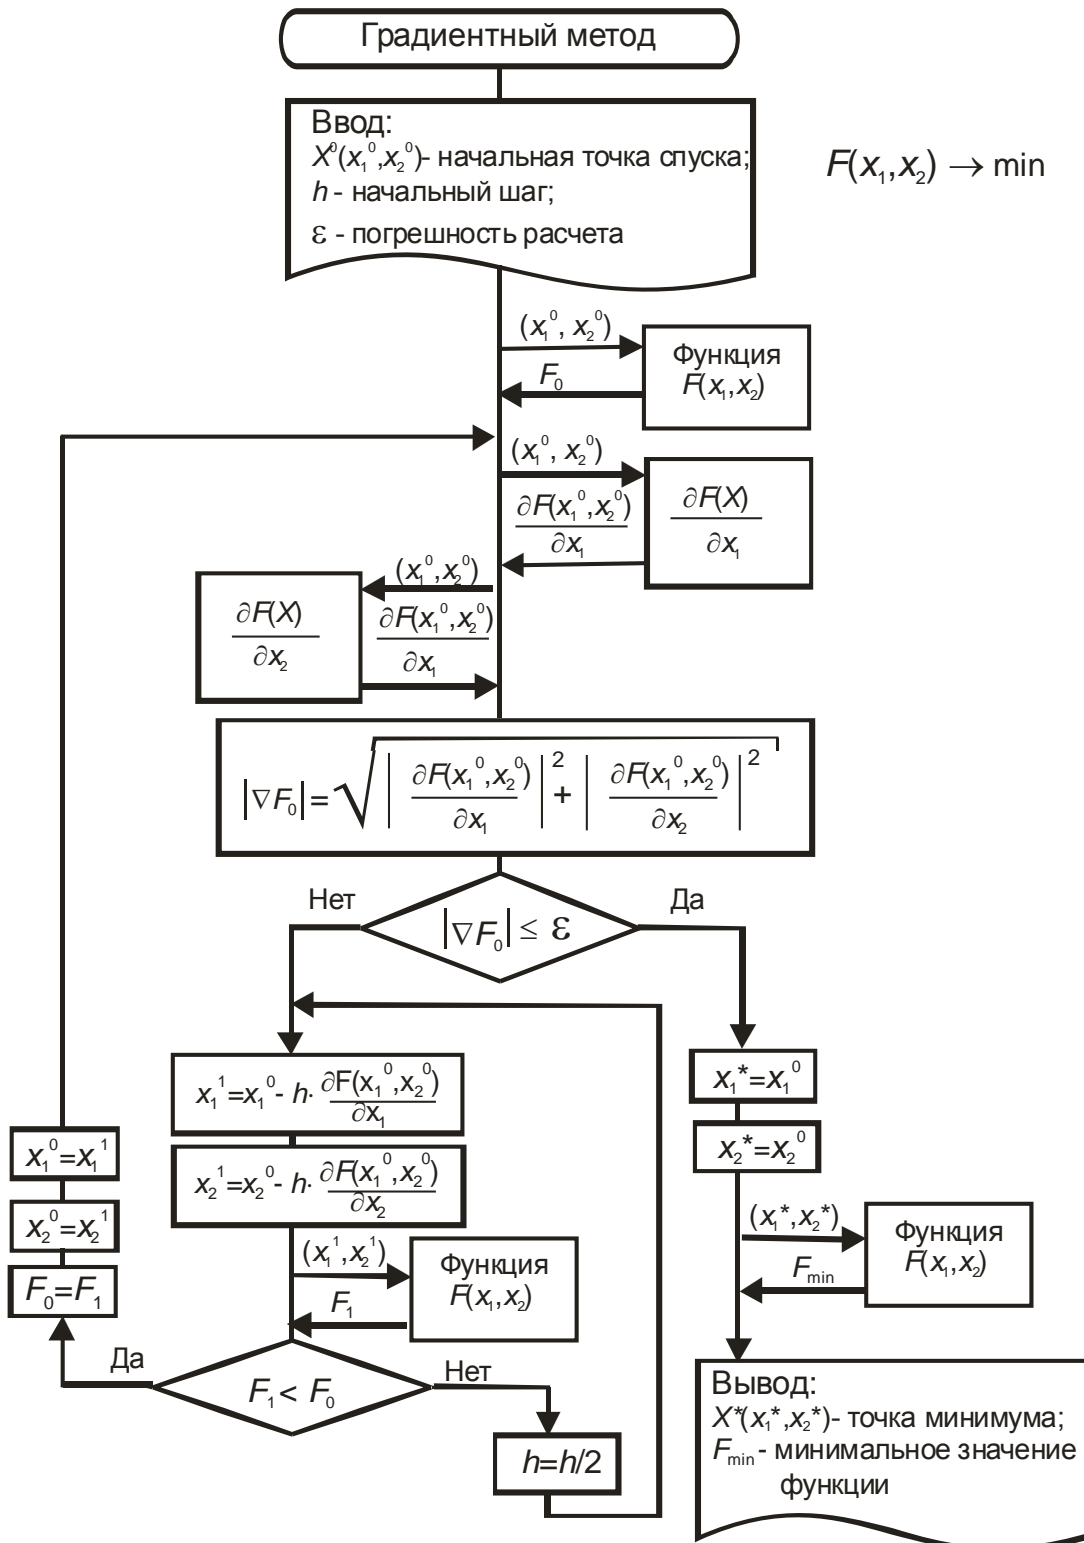 Градиентный метод
Ввод:
X⁰(x₁⁰,x₂⁰)- начальная точка спуска;
h - начальный шаг;
ε - погрешность расчета
F(x₁,x₂) → min
(x₁⁰, x₂⁰)
F₀
Функция
F(x₁,x₂)
(x₁⁰, x₂⁰)
∂F(x₁⁰,x₂⁰)
∂x₁
∂F(X)
∂x₁
(x₁⁰,x₂⁰)
∂F(X)
∂x₂
∂F(x₁⁰,x₂⁰)
∂x₁
|∇F₀|= √ | ∂F(x₁⁰,x₂⁰)/∂x₁ |² + | ∂F(x₁⁰,x₂⁰)/∂x₂ |²
Нет
Да
|∇F₀| ≤ ε
x₁¹=x₁⁰- h· ∂F(x₁⁰,x₂⁰)/∂x₁
x₂¹=x₂⁰- h· ∂F(x₁⁰,x₂⁰)/∂x₂
x₁*=x₁⁰
x₂*=x₂⁰
x₁⁰=x₁¹
x₂⁰=x₂¹
F₀=F₁
(x₁¹,x₂¹)
F₁
Функция
F(x₁,x₂)
(x₁*,x₂*)
F min
Функция
F(x₁,x₂)
Да
F₁< F₀
Нет
h=h/2
Вывод:
X*(x₁*,x₂*)- точка минимума;
F min - минимальное значение
функции